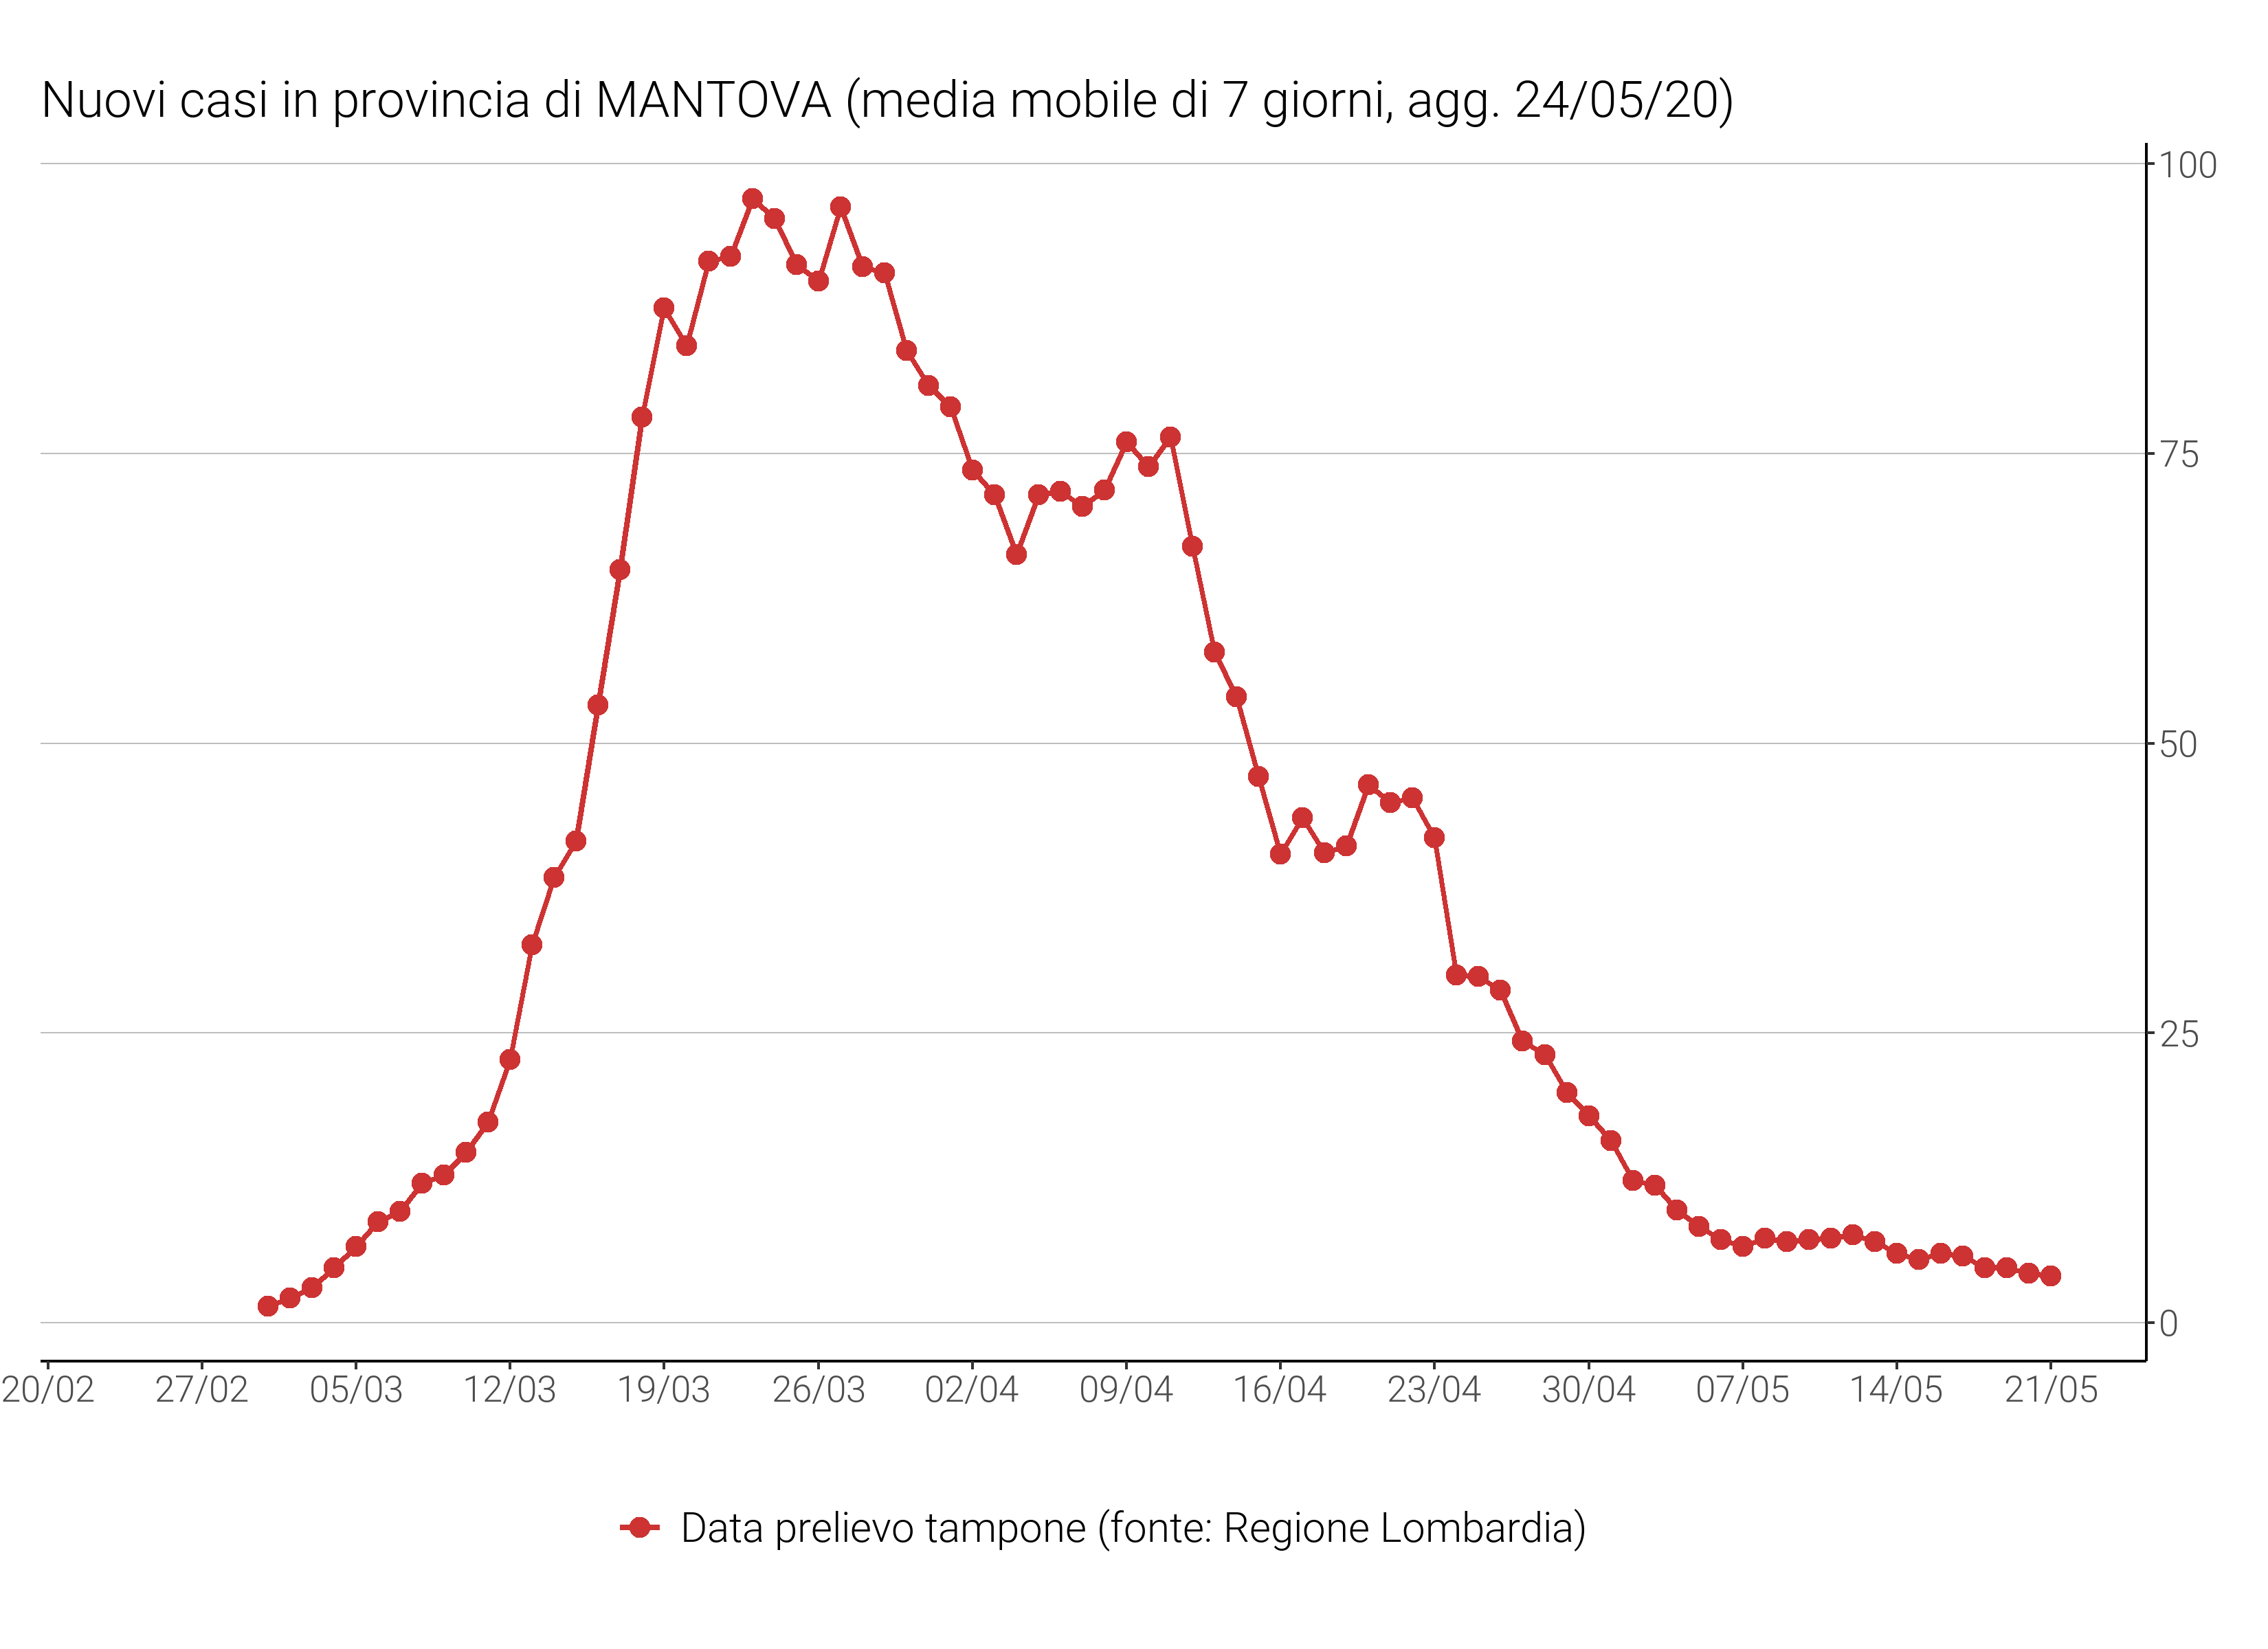 Nuovi casi in provincia di MANTOVA (media mobile di 7 giorni, agg. 24/05/20)
100
75
50
25
0
20/02 27/02 05/03 12/03 19/03 26/03 02/04 09/04 16/04 23/04 30/04 07/05 14/05 21/05
Data prelievo tampone (fonte: Regione Lombardia)